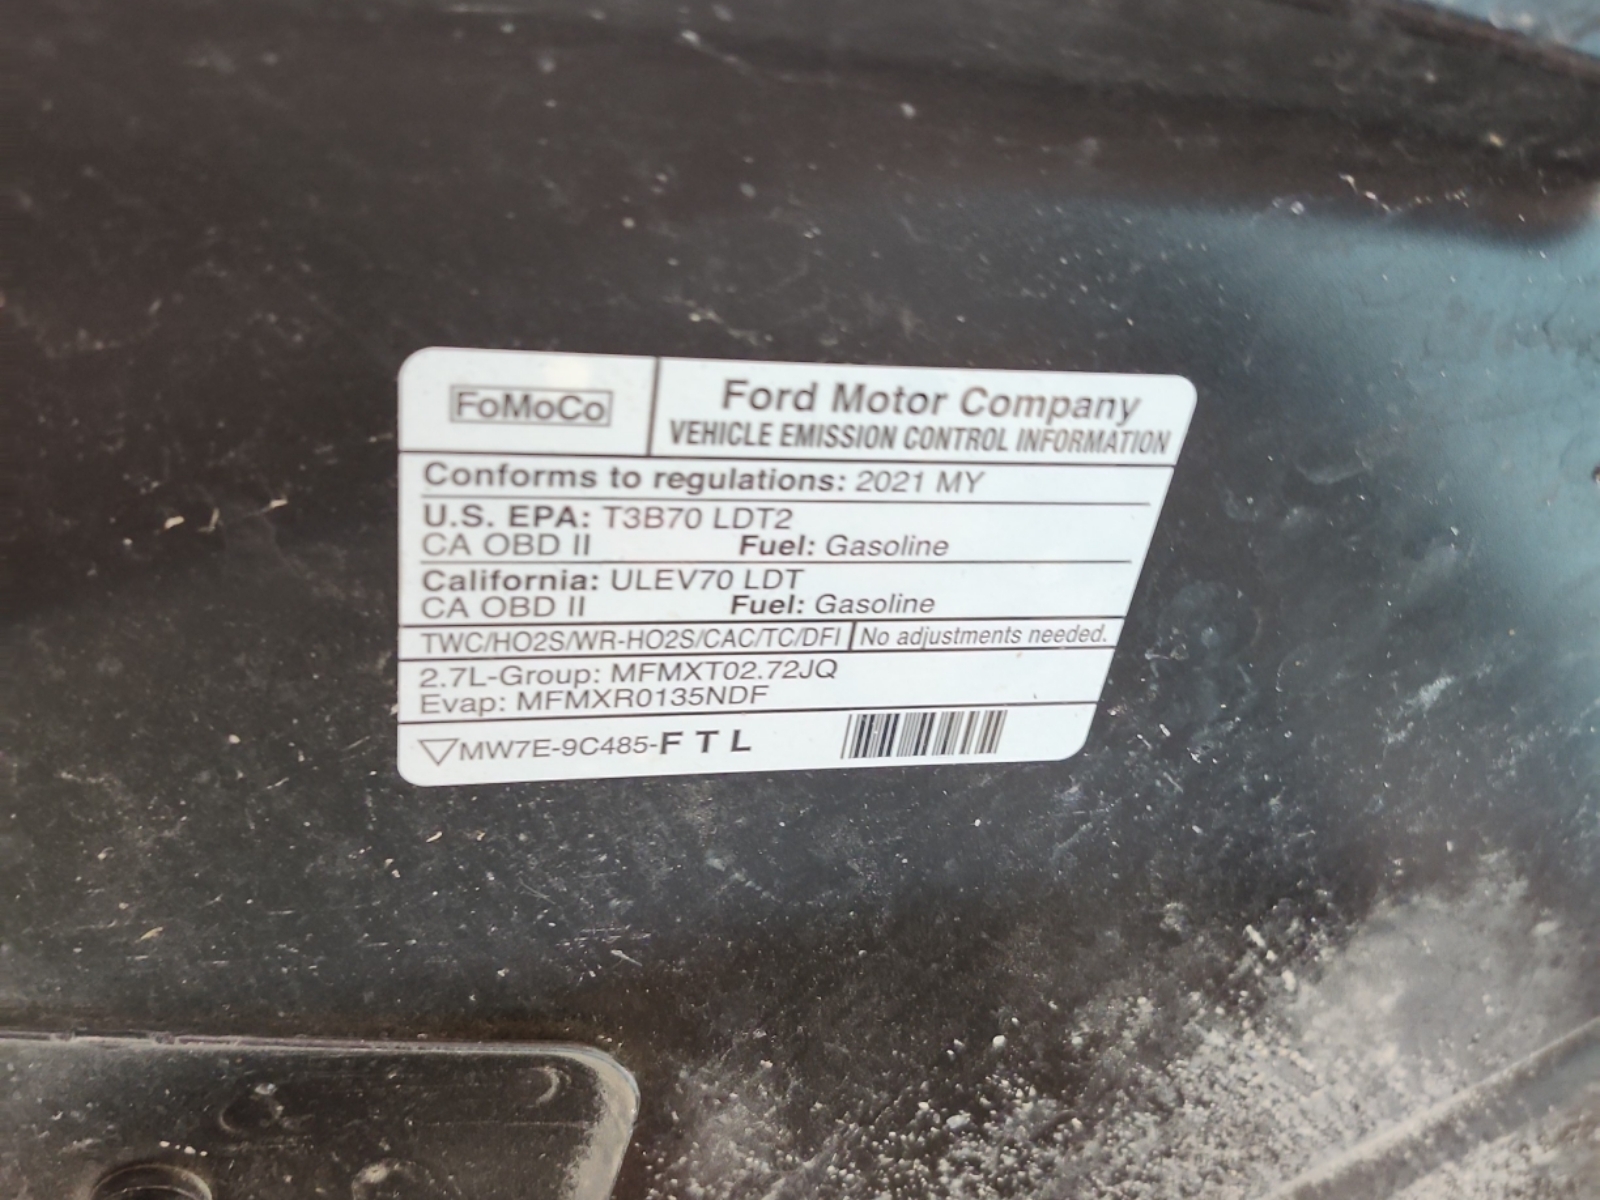 FoMoCo
Ford Motor Company
VEHICLE EMISSION CONTROL INFORMATION
Conforms to regulations: 2021 MY
U.S. EPA: T3B70 LDT2
CA OBD II Fuel: Gasoline
California: ULEV70 LDT
CA OBD II Fuel: Gasoline
TWC/HO2S/WR-HO2S/CAC/TC/DFI No adjustments needed.
2.7L-Group: MFMXT02.72JQ
Evap: MFMXR0135NDF
MW7E-9C485-F T L